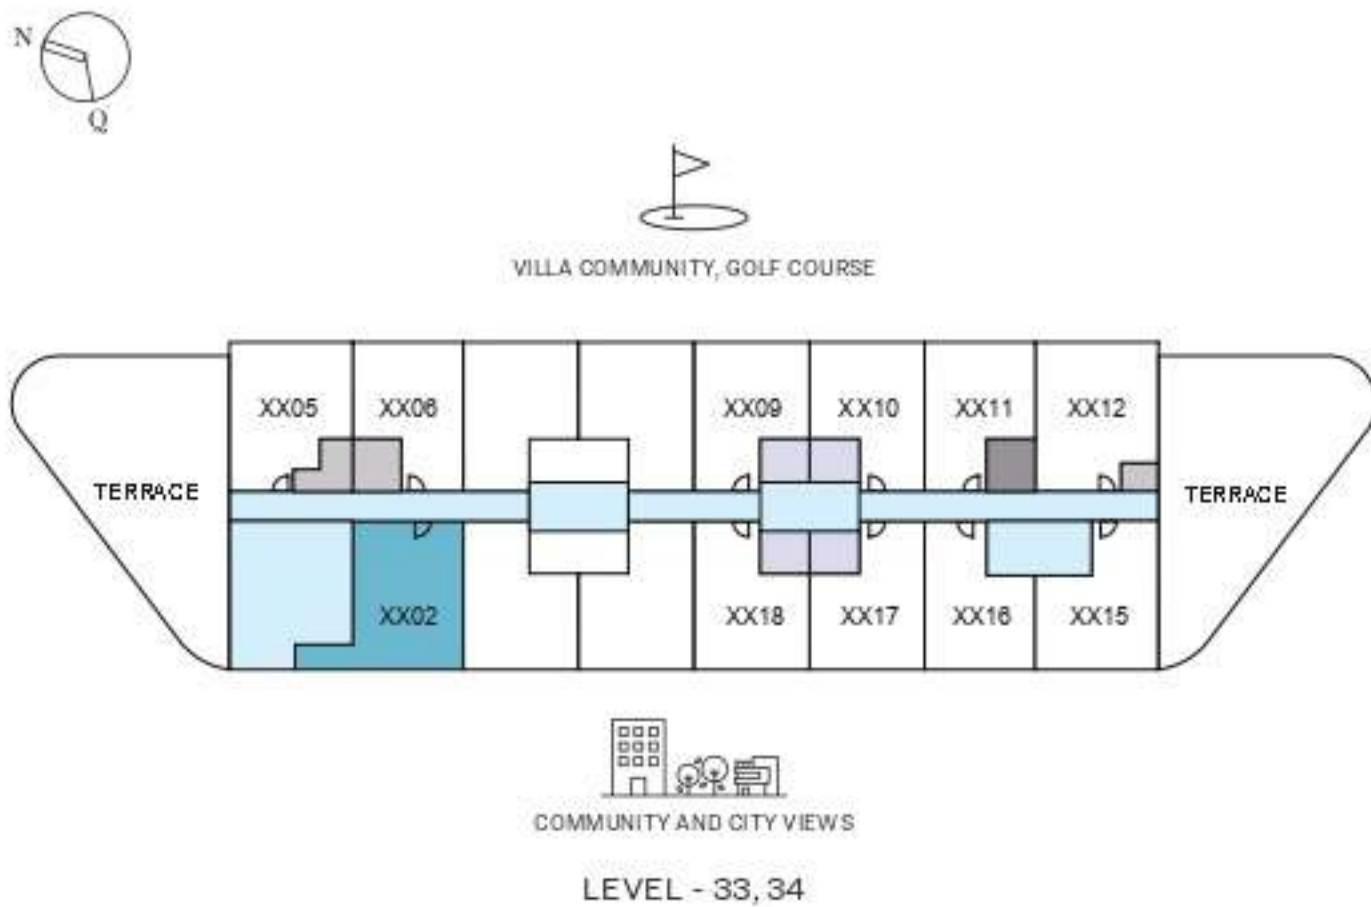 N
Q
VILLA COMMUNITY, GOLF COURSE
XX05 XX06 XX09 XX10 XX11 XX12
TERRACE TERRACE
XX02 XX18 XX17 XX16 XX15
COMMUNITY AND CITY VIEWS
LEVEL - 33, 34